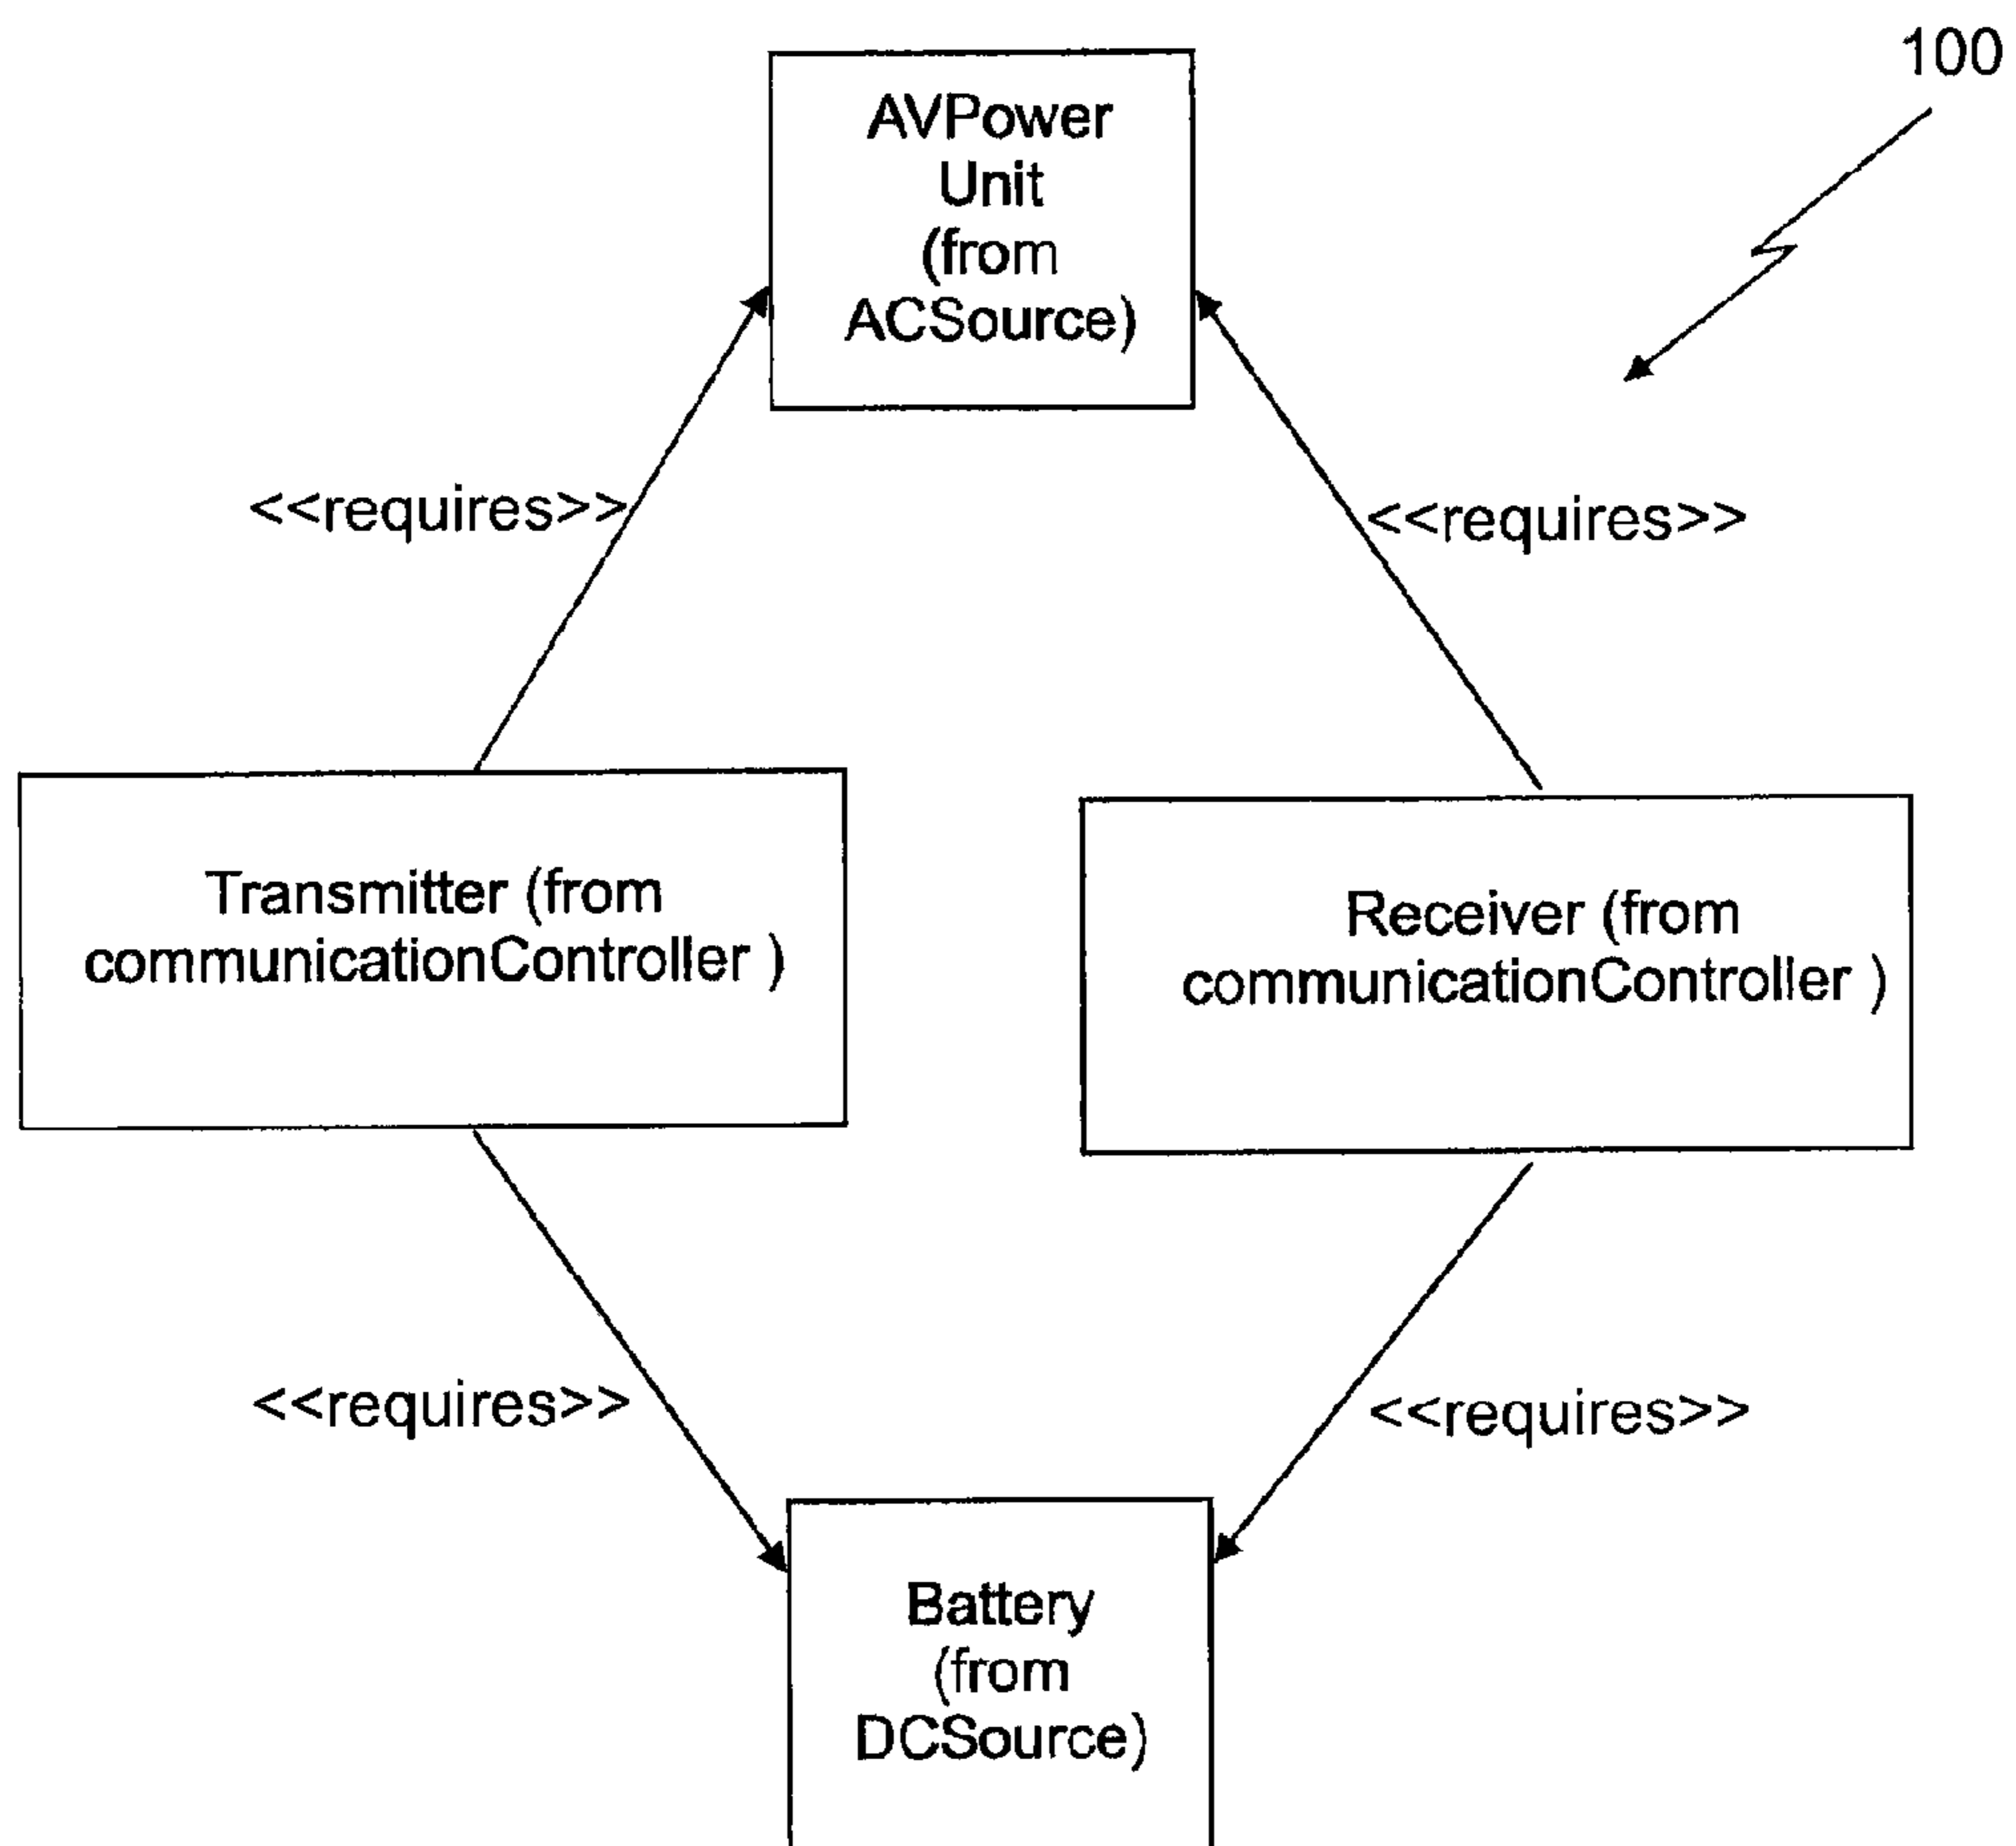 100
AVPower
Unit
(from
ACSource)
<<requires>>
<<requires>>
Transmitter (from
communicationController )
Receiver (from
communicationController )
<<requires>>
<<requires>>
Battery
(from
DCSource)